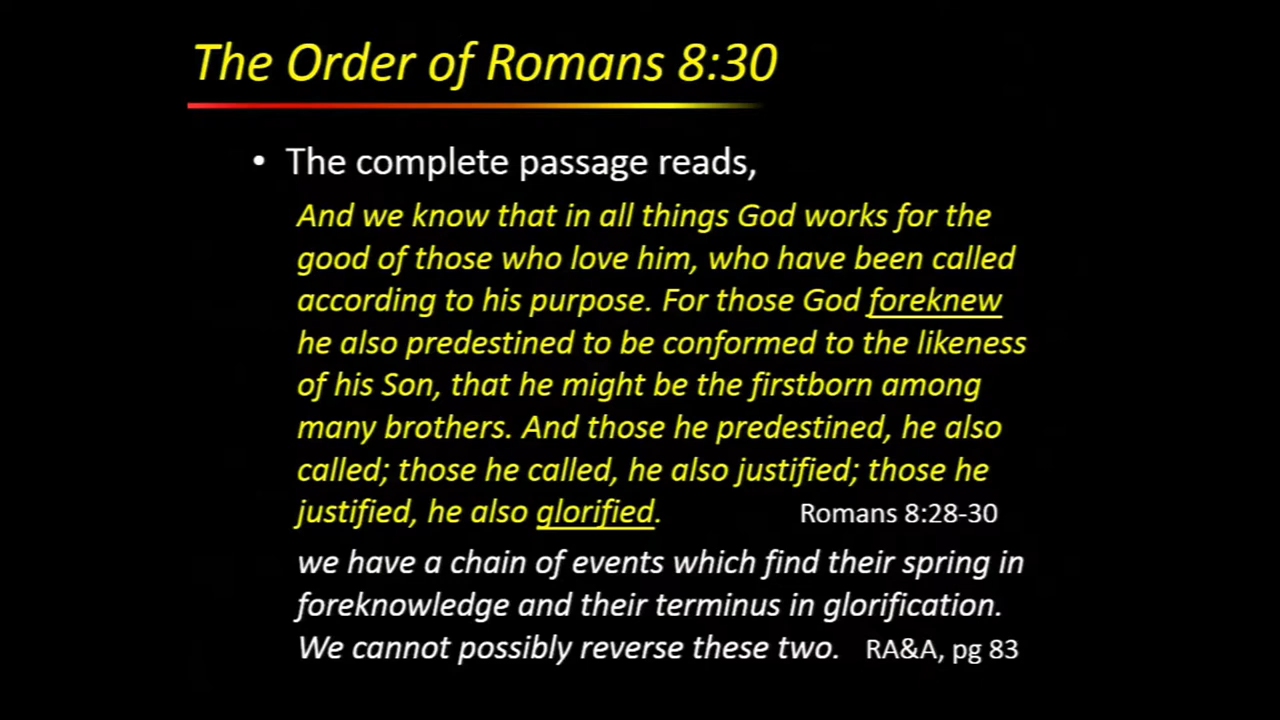 The Order of Romans 8:30
• The complete passage reads,
And we know that in all things God works for the
good of those who love him, who have been called
according to his purpose. For those God foreknew
he also predestined to be conformed to the likeness
of his Son, that he might be the firstborn among
many brothers. And those he predestined, he also
called; those he called, he also justified; those he
justified, he also glorified. Romans 8:28-30
we have a chain of events which find their spring in
foreknowledge and their terminus in glorification.
We cannot possibly reverse these two. RA&A, pg 83